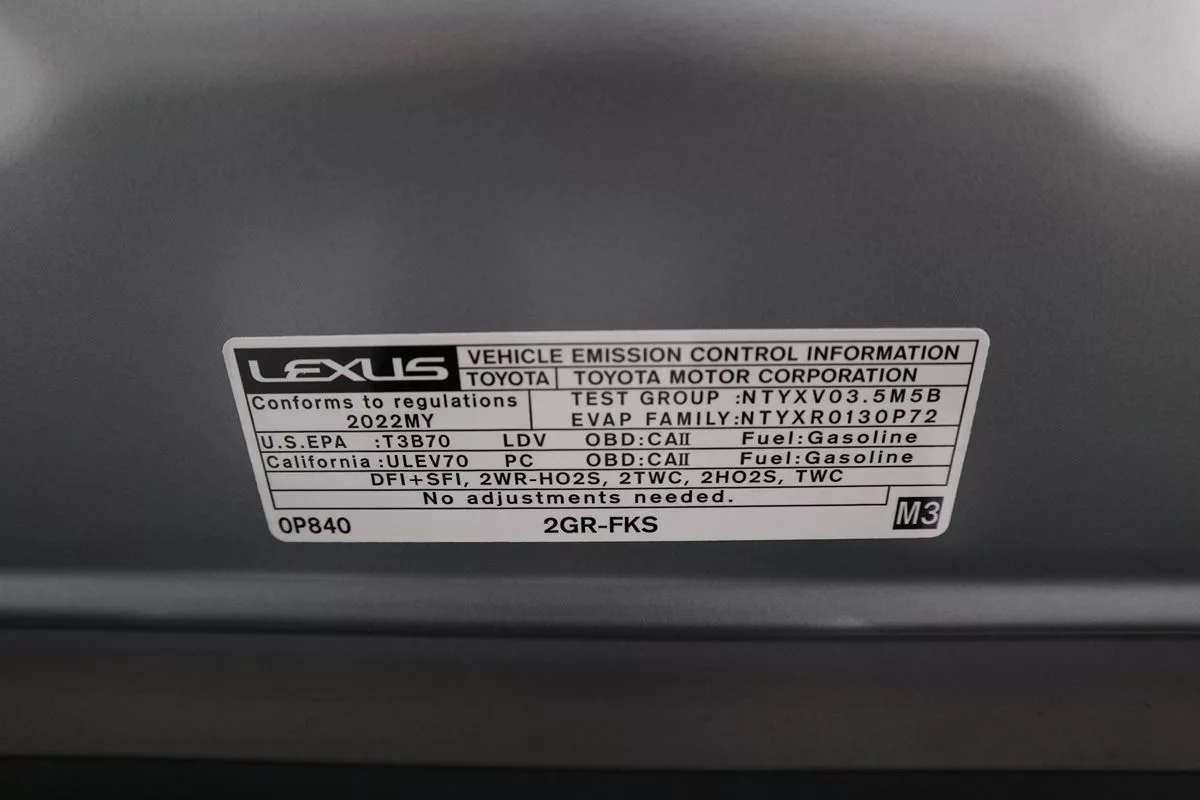 LEXUS
VEHICLE EMISSION CONTROL INFORMATION
TOYOTA TOYOTA MOTOR CORPORATION
Conforms to regulations
2022MY
TEST GROUP :NTYXV03.5M5B
EVAP FAMILY:NTYXR0130P72
U.S.EPA :T3B70 LDV OBD:CAⅡ Fuel:Gasoline
California:ULEV70 PC OBD:CAⅡ Fuel:Gasoline
DFI+SFI, 2WR-HO2S, 2TWC, 2HO2S, TWC
No adjustments needed.
0P840 2GR-FKS M3